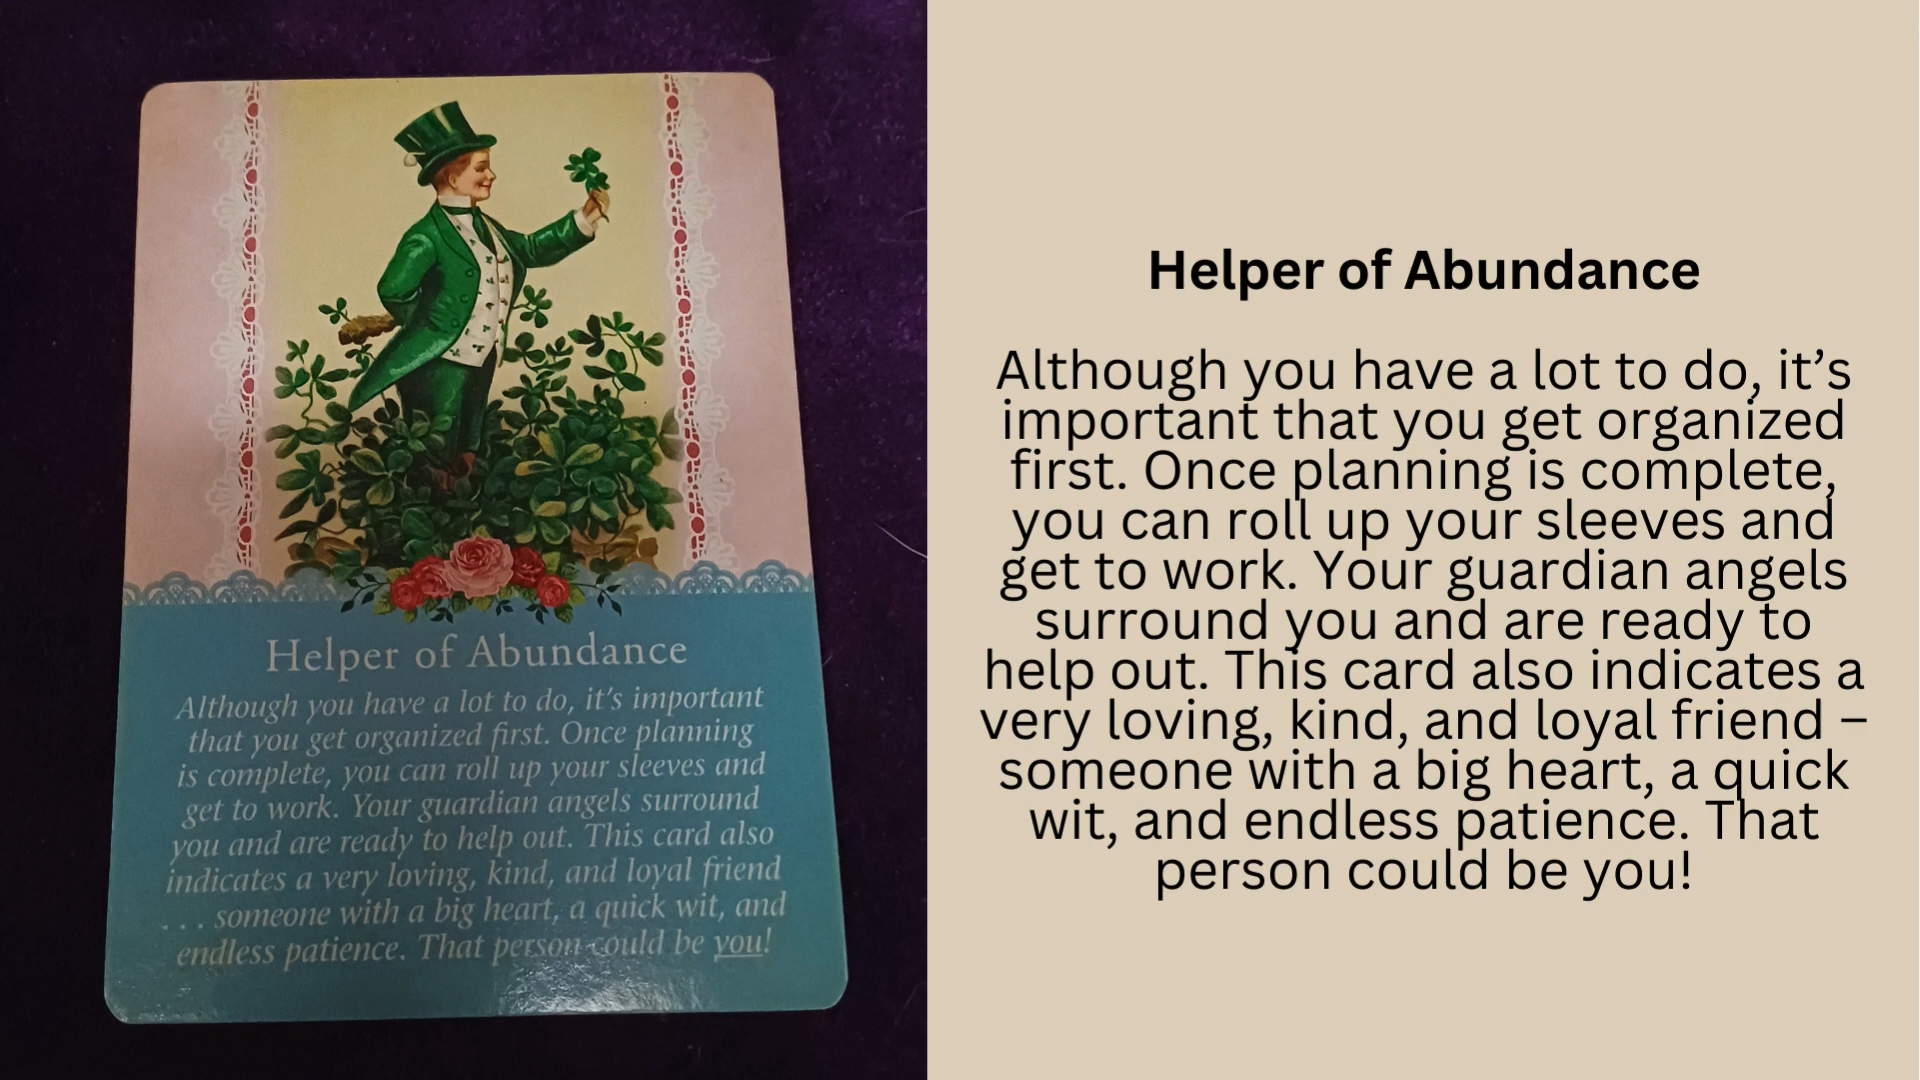 Helper of Abundance
Although you have a lot to do, it's important
that you get organized first. Once planning
is complete, you can roll up your sleeves and
get to work. Your guardian angels surround
you and are ready to help out. This card also
indicates a very loving, kind, and loyal friend
. . . someone with a big heart, a quick wit, and
endless patience. That person could be you!
Helper of Abundance
Although you have a lot to do, it’s
important that you get organized
first. Once planning is complete,
you can roll up your sleeves and
get to work. Your guardian angels
surround you and are ready to
help out. This card also indicates a
very loving, kind, and loyal friend –
someone with a big heart, a quick
wit, and endless patience. That
person could be you!